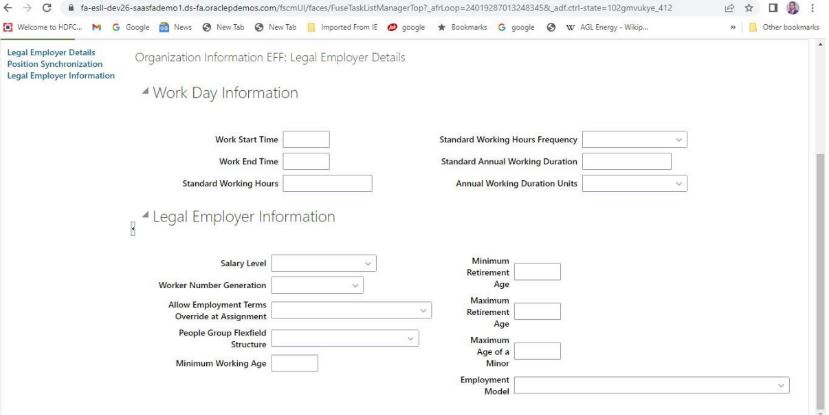 fa-esll-dev26-saasfademo1.ds-fa.oraclepdemos.com/fscmUI/faces/FuseTaskListManagerTop?_afrLoop=24019287013248345&_adf.ctrl-state=102gmvukye_412
Welcome to HDFC... Google News New Tab New Tab Imported From IE google Bookmarks google AGL Energy - Wikip... » Other bookmarks
Legal Employer Details
Position Synchronization
Legal Employer Information
Organization Information EFF: Legal Employer Details
Work Day Information
Work Start Time
Standard Working Hours Frequency
Work End Time
Standard Annual Working Duration
Standard Working Hours
Annual Working Duration Units
Legal Employer Information
Salary Level
Worker Number Generation
Allow Employment Terms
Override at Assignment
People Group Flexfield
Structure
Minimum Working Age
Minimum
Retirement
Age
Maximum
Retirement
Age
Maximum
Age of a
Minor
Employment
Model